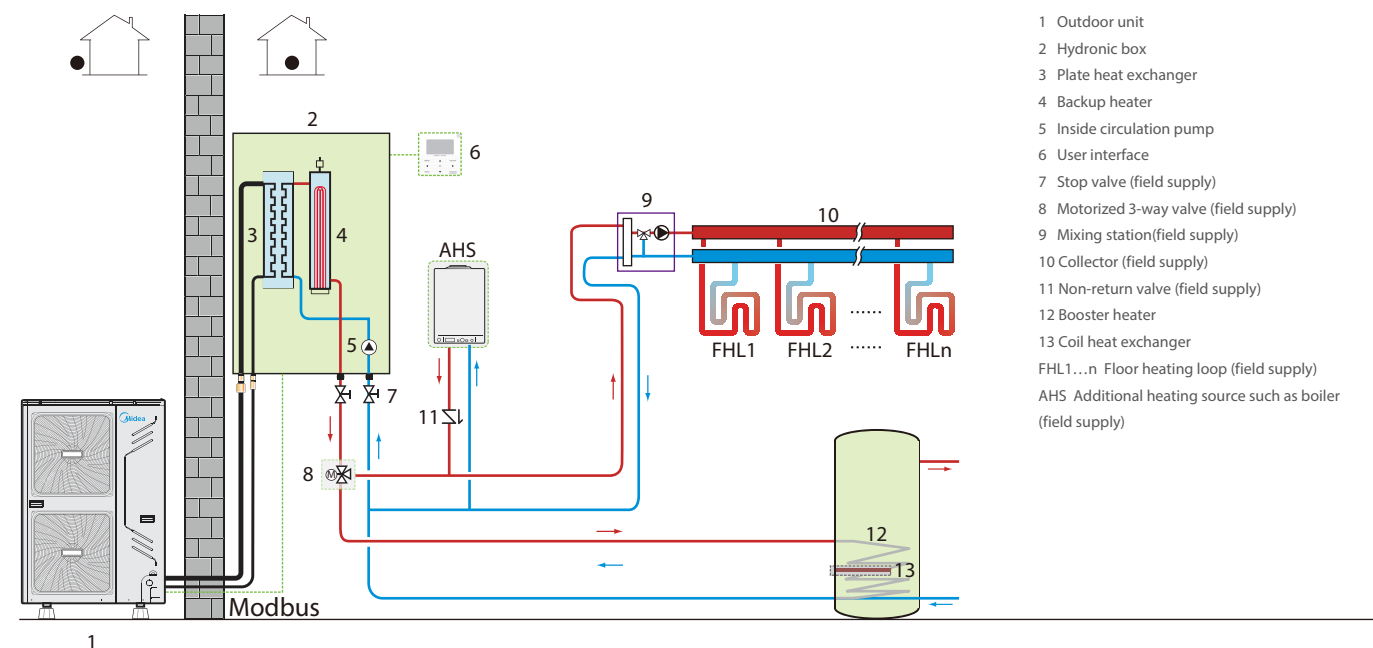 2
6
3
4
AHS
9
10
5
7
11
8
FHL1
FHL2
......
......
FHLn
12
13
M
Midea
Modbus
1
1 Outdoor unit
2 Hydronic box
3 Plate heat exchanger
4 Backup heater
5 Inside circulation pump
6 User interface
7 Stop valve (field supply)
8 Motorized 3-way valve (field supply)
9 Mixing station(field supply)
10 Collector (field supply)
11 Non-return valve (field supply)
12 Booster heater
13 Coil heat exchanger
FHL1…n Floor heating loop (field supply)
AHS Additional heating source such as boiler
(field supply)